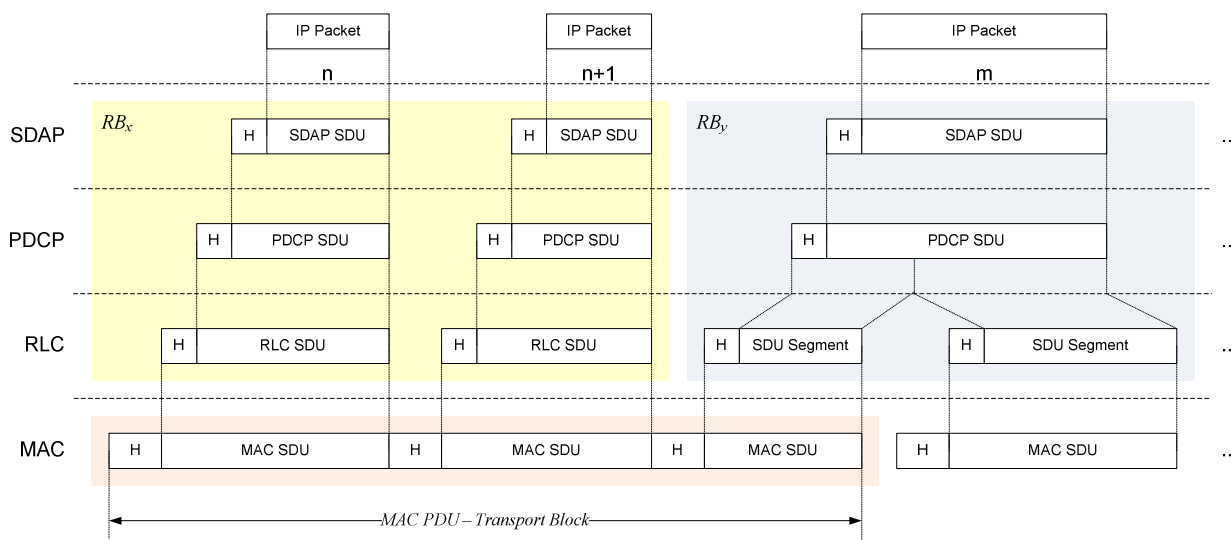 IP Packet IP Packet IP Packet
n n+1 m
RBx RBy
SDAP H SDAP SDU H SDAP SDU H SDAP SDU ..
PDCP H PDCP SDU H PDCP SDU H PDCP SDU ..
RLC H RLC SDU H RLC SDU H SDU Segment H SDU Segment ..
MAC H MAC SDU H MAC SDU H MAC SDU H MAC SDU ..
MAC PDU – Transport Block